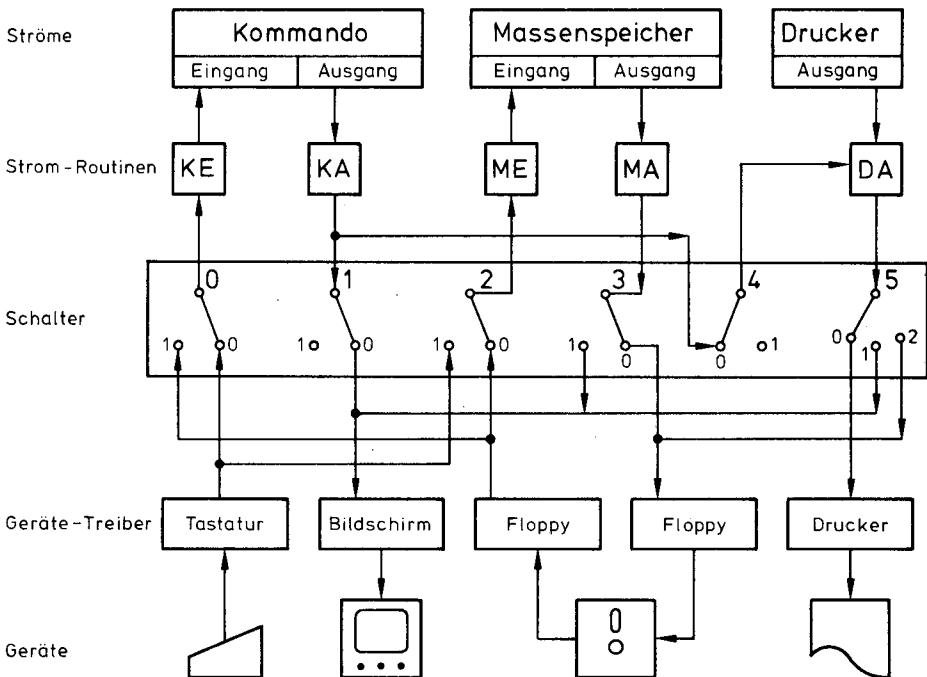 Ströme Kommando Massenspeicher Drucker
Eingang Ausgang Eingang Ausgang Ausgang
Strom-Routinen KE KA ME MA DA
0 1 2 3 4 5
Schalter
1 0 1 0 1 0 1 0 0 1 0 1 2
Geräte-Treiber Tastatur Bildschirm Floppy Floppy Drucker
Geräte